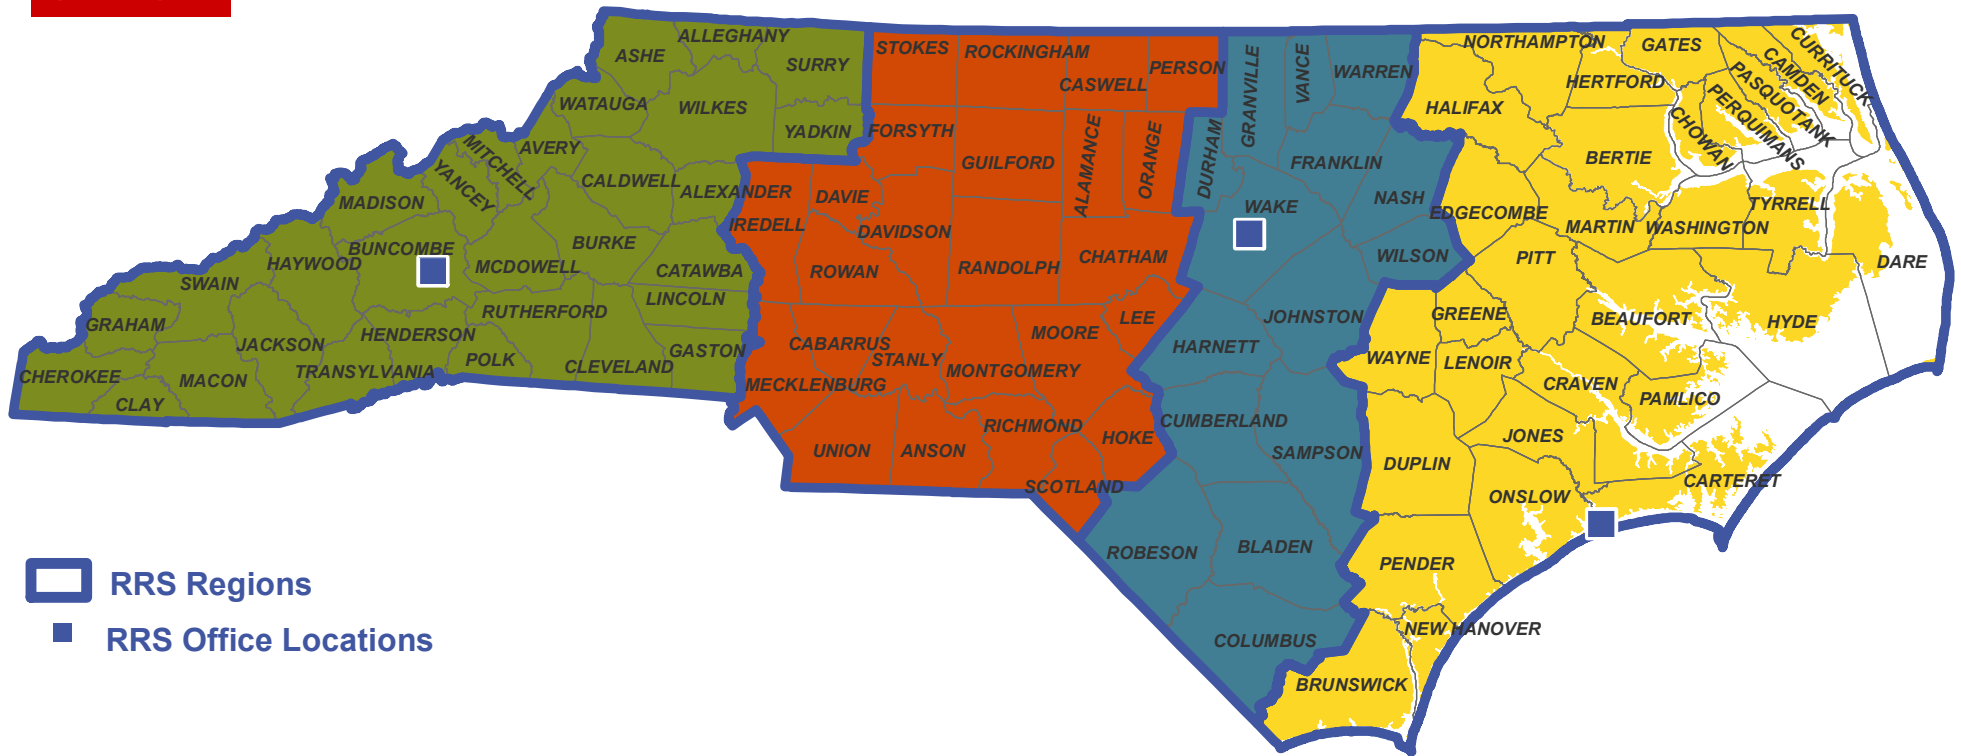 ALLEGHANY
ASHE
SURRY
WATAUGA
WILKES
YADKIN
MITCHELL
AVERY
YANCEY
CALDWELL
ALEXANDER
MADISON
BUNCOMBE
HAYWOOD
BURKE
MCDOWELL
CATAWBA
SWAIN
LINCOLN
RUTHERFORD
GRAHAM
HENDERSON
JACKSON
GASTON
POLK
CLEVELAND
TRANSYLVANIA
CHEROKEE
MACON
CLAY
STOKES
ROCKINGHAM
CASWELL
PERSON
FORSYTH
GUILFORD
ALAMANCE
ORANGE
DAVIE
IREDELL
DAVIDSON
ROWAN
RANDOLPH
CHATHAM
LEE
MOORE
CABARRUS
STANLY
MONTGOMERY
MECKLENBURG
RICHMOND
HOKE
UNION
ANSON
SCOTLAND
GRANVILLE
VANCE
WARREN
DURHAM
FRANKLIN
NASH
WAKE
WILSON
JOHNSTON
HARNETT
CUMBERLAND
SAMPSON
ROBESON
BLADEN
COLUMBUS
NORTHAMPTON
GATES
CURRITUCK
CAMDEN
PASQUOTANK
PERQUIMANS
CHOWAN
HERTFORD
HALIFAX
BERTIE
EDGECOMBE
MARTIN
WASHINGTON
TYRRELL
DARE
PITT
GREENE
BEAUFORT
HYDE
WAYNE
LENOIR
CRAVEN
PAMLICO
JONES
DUPLIN
ONSLOW
CARTERET
PENDER
NEW HANOVER
BRUNSWICK
RRS Regions
RRS Office Locations